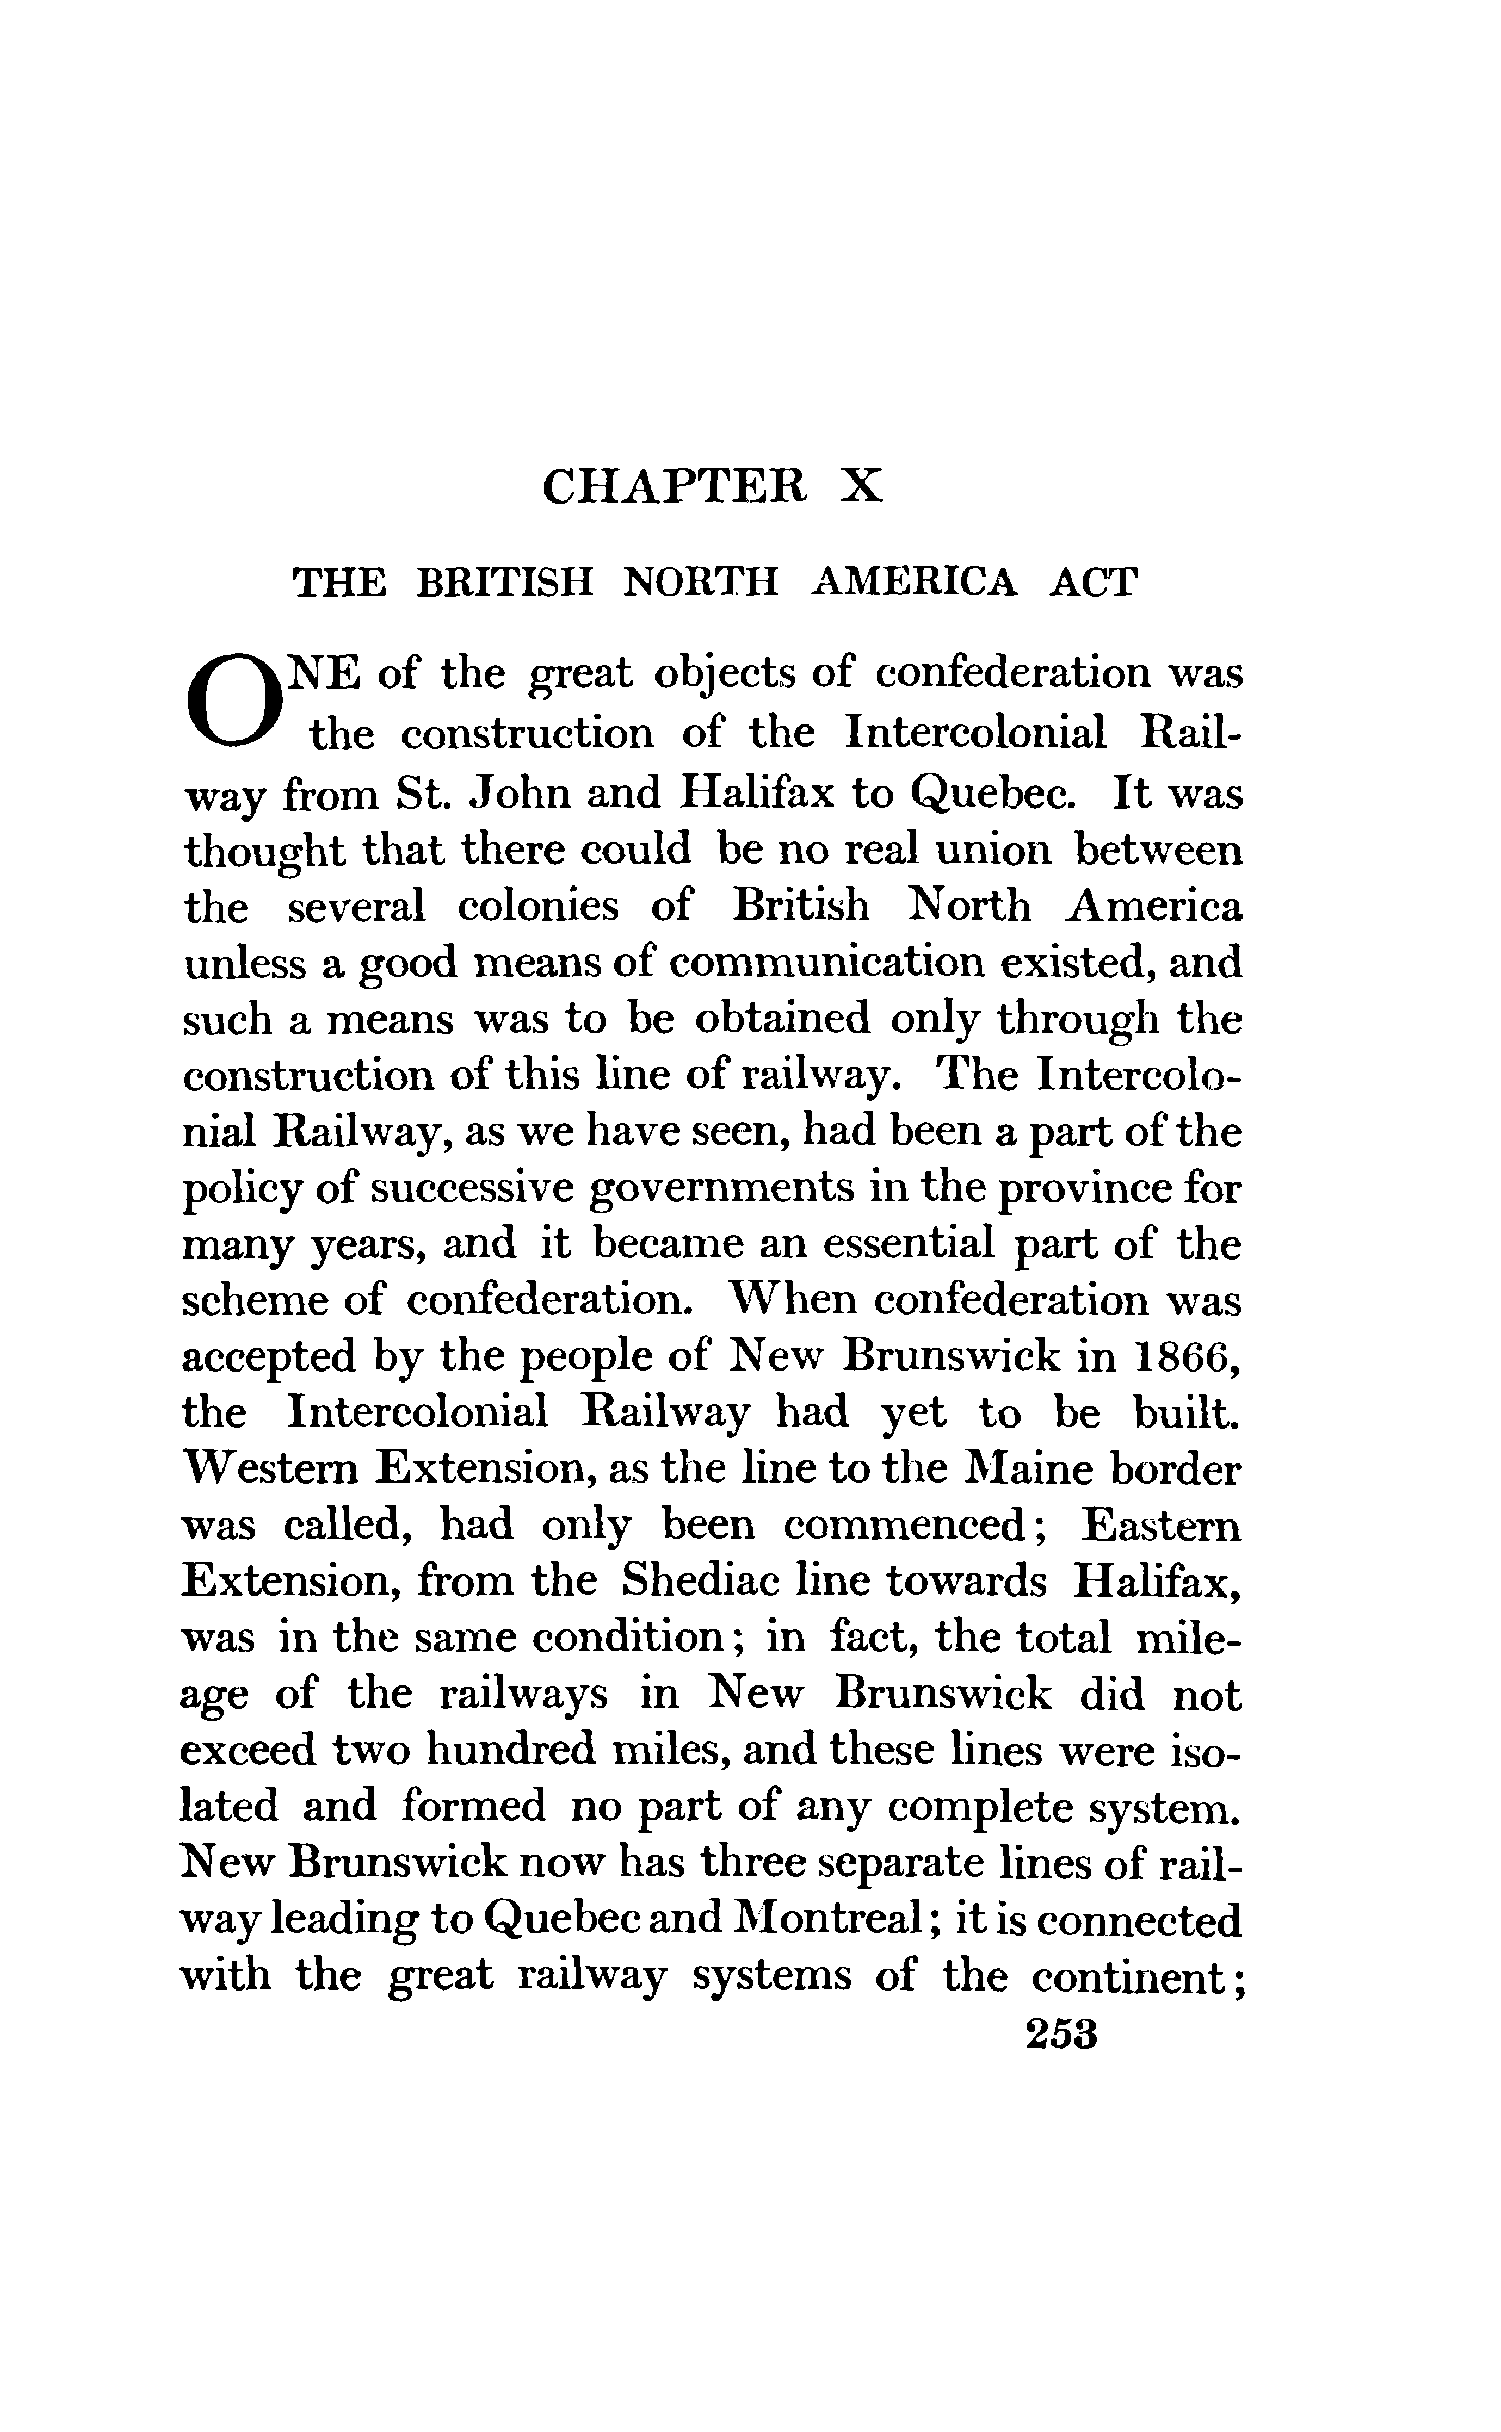 CHAPTER X
THE BRITISH NORTH AMERICA ACT
ONE of the great objects of confederation was
the construction of the Intercolonial Rail-
way from St. John and Halifax to Quebec. It was
thought that there could be no real union between
the several colonies of British North America
unless a good means of communication existed, and
such a means was to be obtained only through the
construction of this line of railway. The Intercolo-
nial Railway, as we have seen, had been a part of the
policy of successive governments in the province for
many years, and it became an essential part of the
scheme of confederation. When confederation was
accepted by the people of New Brunswick in 1866,
the Intercolonial Railway had yet to be built.
Western Extension, as the line to the Maine border
was called, had only been commenced; Eastern
Extension, from the Shediac line towards Halifax,
was in the same condition; in fact, the total mile-
age of the railways in New Brunswick did not
exceed two hundred miles, and these lines were iso-
lated and formed no part of any complete system.
New Brunswick now has three separate lines of rail-
way leading to Quebec and Montreal; it is connected
with the great railway systems of the continent;
253